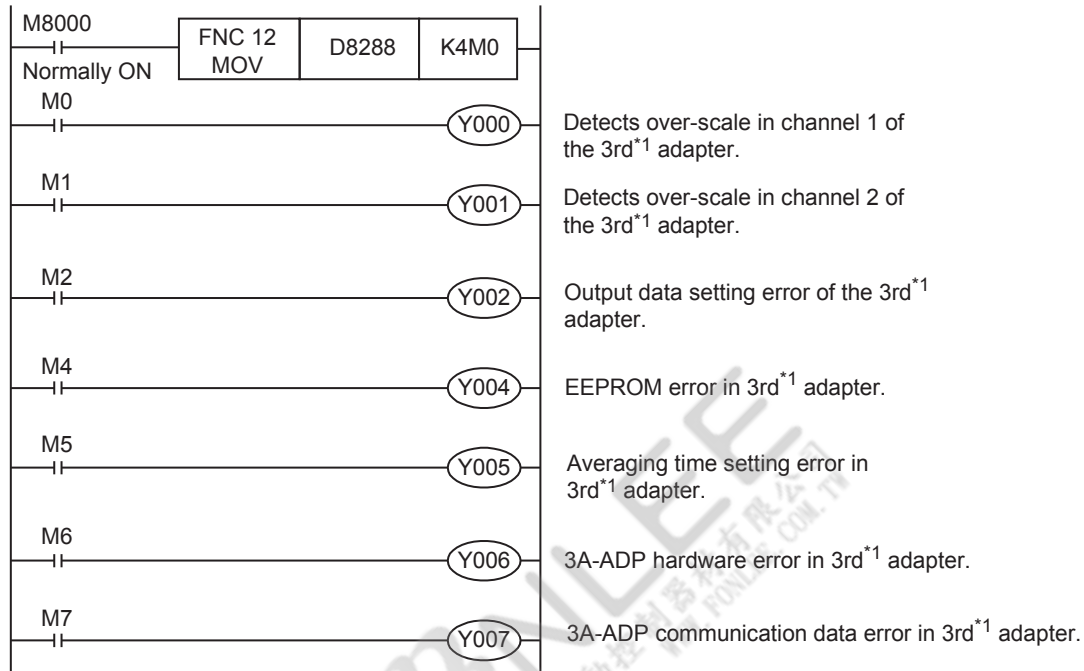 M8000
FNC 12
MOV
D8288
K4M0
Normally ON
M0
Y000
Detects over-scale in channel 1 of
the 3rd*1 adapter.
M1
Y001
Detects over-scale in channel 2 of
the 3rd*1 adapter.
M2
Y002
Output data setting error of the 3rd*1
adapter.
M4
Y004
EEPROM error in 3rd*1 adapter.
M5
Y005
Averaging time setting error in
3rd*1 adapter.
M6
Y006
3A-ADP hardware error in 3rd*1 adapter.
M7
Y007
3A-ADP communication data error in 3rd*1 adapter.